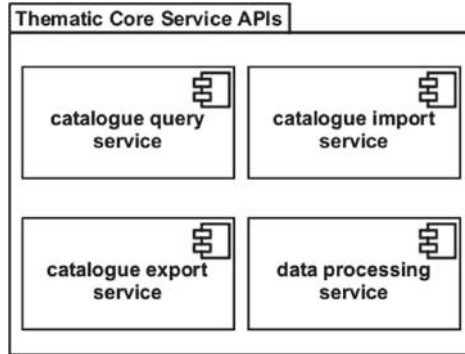 Thematic Core Service APIs
catalogue query
service
catalogue import
service
catalogue export
service
data processing
service